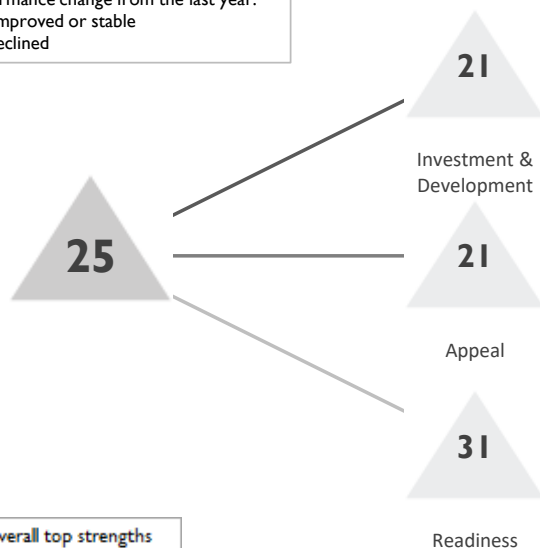 change from the last year:
mproved or stable
eclined
21
Investment &
Development
25
21
Appeal
31
Readiness
verall top strengths